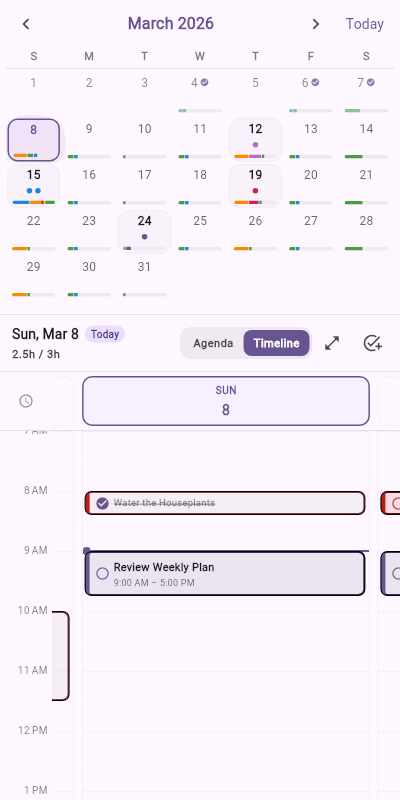 March 2026
Today
S M T W T F S
1 2 3 4 5 6 7
8 9 10 11 12 13 14
15 16 17 18 19 20 21
22 23 24 25 26 27 28
29 30 31
Sun, Mar 8 Today
2.5h / 3h
Agenda Timeline
SUN
8
7 AM
8 AM
Water the Houseplants
9 AM
Review Weekly Plan
9:00 AM – 5:00 PM
10 AM
11 AM
12 PM
1 PM